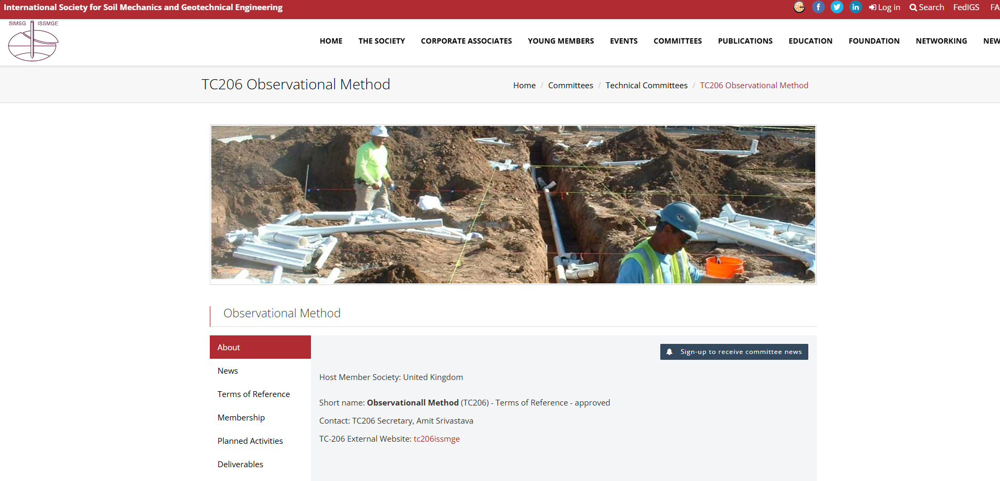 International Society for Soil Mechanics and Geotechnical Engineering
Log in Search FedIGS FA
SIMSG ISSMGE
HOME THE SOCIETY CORPORATE ASSOCIATES YOUNG MEMBERS EVENTS COMMITTEES PUBLICATIONS EDUCATION FOUNDATION NETWORKING NEW
TC206 Observational Method
Home / Committees / Technical Committees / TC206 Observational Method
Observational Method
About
News
Terms of Reference
Membership
Planned Activities
Deliverables
Sign-up to receive committee news
Host Member Society: United Kingdom
Short name: Observationall Method (TC206) - Terms of Reference - approved
Contact: TC206 Secretary, Amit Srivastava
TC-206 External Website: tc206issmge